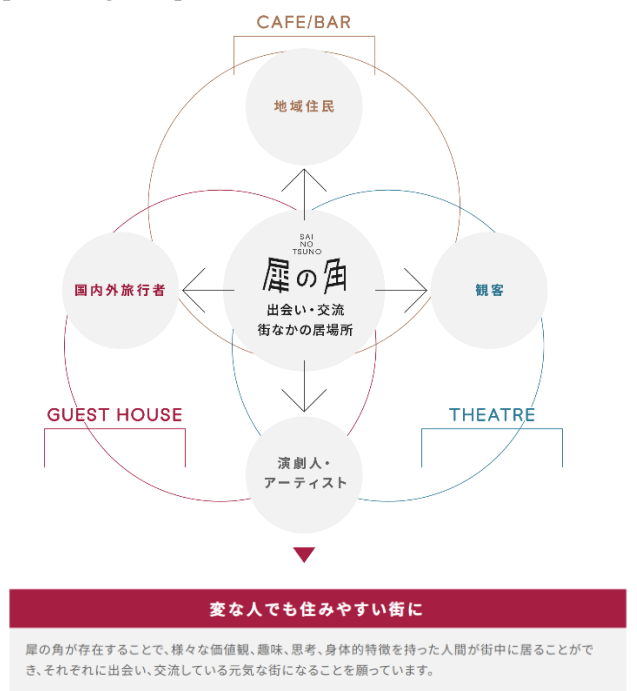 CAFE/BAR
地域住民
SAI
NO
TSUNO
犀の角
出会い・交流
街なかの居場所
国内外旅行者
観客
GUEST HOUSE
THEATRE
演劇人・
アーティスト
変な人でも住みやすい街に
犀の角が存在することで、様々な価値観、趣味、思考、身体的特徴を持った人間が街中に居ることがで
き、それぞれに出会い、交流している元気な街になることを願っています。